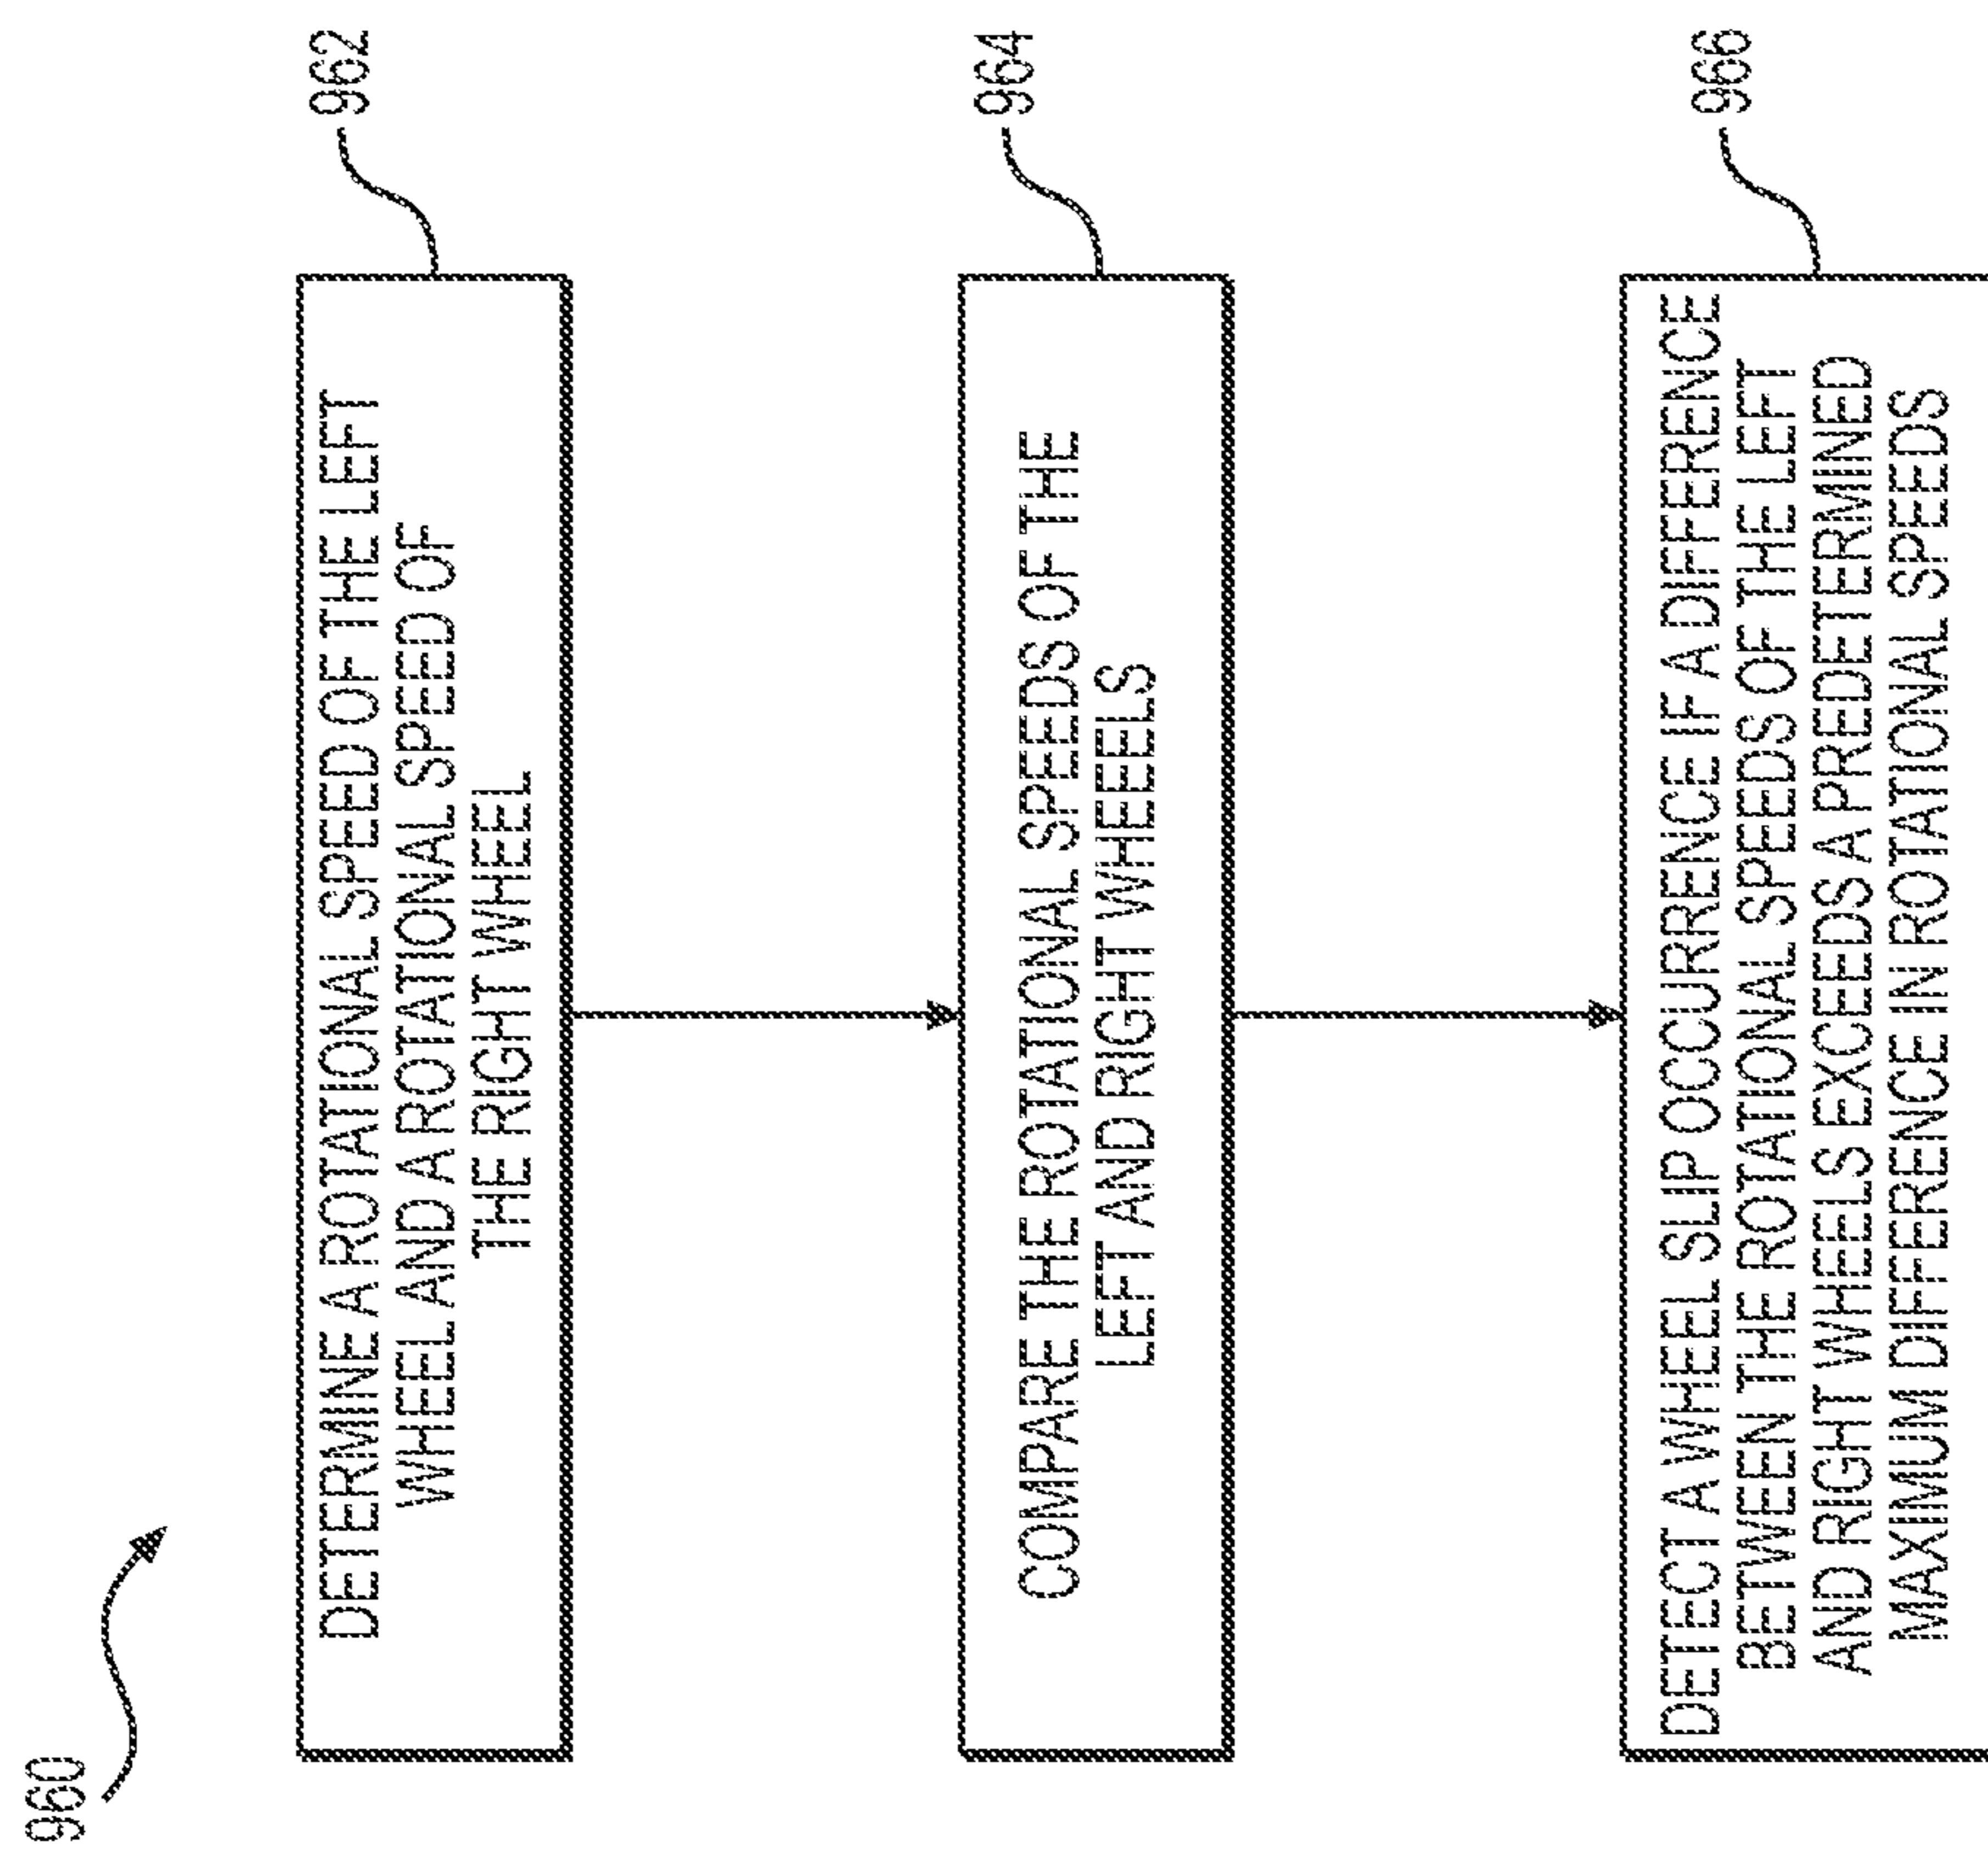 960
DETERMINE A ROTATIONAL SPEED OF THE LEFT
WHEEL AND A ROTATIONAL SPEED OF
THE RIGHT WHEEL
962
COMPARE THE ROTATIONAL SPEEDS OF THE
LEFT AND RIGHT WHEELS
964
DETECT A WHEEL SLIP OCCURRENCE IF A DIFFERENCE
BETWEEN THE ROTATIONAL SPEEDS OF THE LEFT
AND RIGHT WHEELS EXCEEDS A PREDETERMINED
MAXIMUM DIFFERENCE IN ROTATIONAL SPEEDS
966